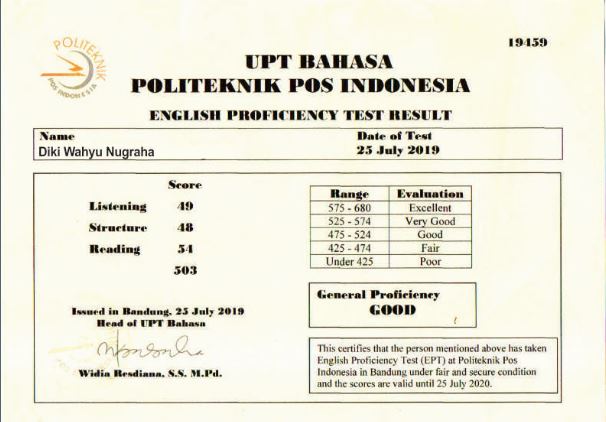 POLITEKNIK
POS INDONESIA
19459
UPT BAHASA
POLITEKNIK POS INDONESIA
ENGLISH PROFICIENCY TEST RESULT
Name Date of Test
Diki Wahyu Nugraha 25 July 2019
Score
Listening 49
Structure 48
Reading 54
503
Range Evaluation
575 - 680 Excellent
525 - 574 Very Good
475 - 524 Good
425 - 474 Fair
Under 425 Poor
General Proficiency
GOOD
Issued in Bandung, 25 July 2019
Head of UPT Bahasa
Widia Resdiana, S.S. M.Pd.
This certifies that the person mentioned above has taken
English Proficiency Test (EPT) at Politeknik Pos
Indonesia in Bandung under fair and secure condition
and the scores are valid until 25 July 2020.